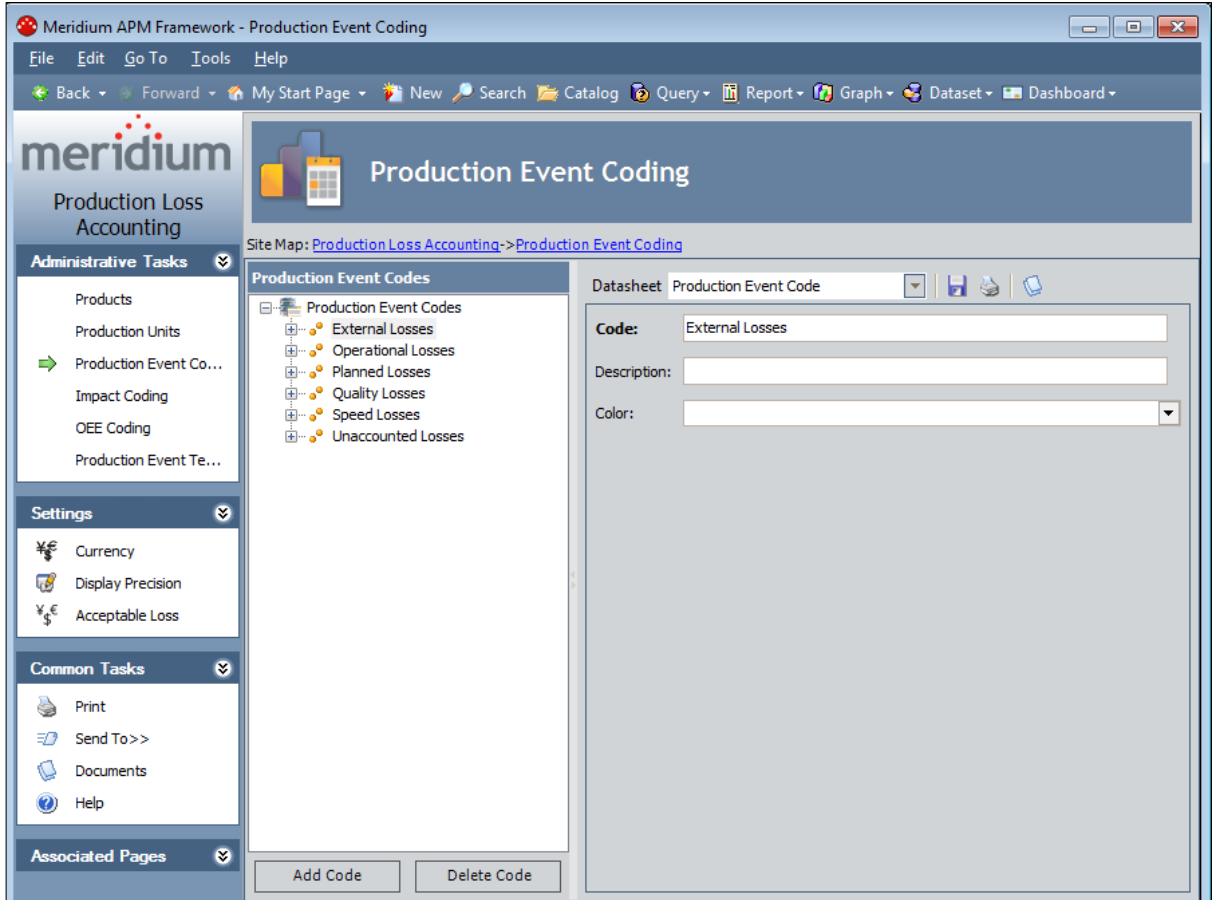 Meridium APM Framework - Production Event Coding
File Edit Go To Tools Help
Back Forward My Start Page New Search Catalog Query Report Graph Dataset Dashboard
meridium
Production Loss
Accounting
Production Event Coding
Site Map: Production Loss Accounting->Production Event Coding
Administrative Tasks
Products
Production Units
Production Event Co...
Impact Coding
OEE Coding
Production Event Te...
Settings
¥€$ Currency
Display Precision
¥$€ Acceptable Loss
Common Tasks
Print
Send To>>
Documents
? Help
Associated Pages
Production Event Codes
Production Event Codes
External Losses
Operational Losses
Planned Losses
Quality Losses
Speed Losses
Unaccounted Losses
Add Code Delete Code
Datasheet Production Event Code
Code: External Losses
Description:
Color: